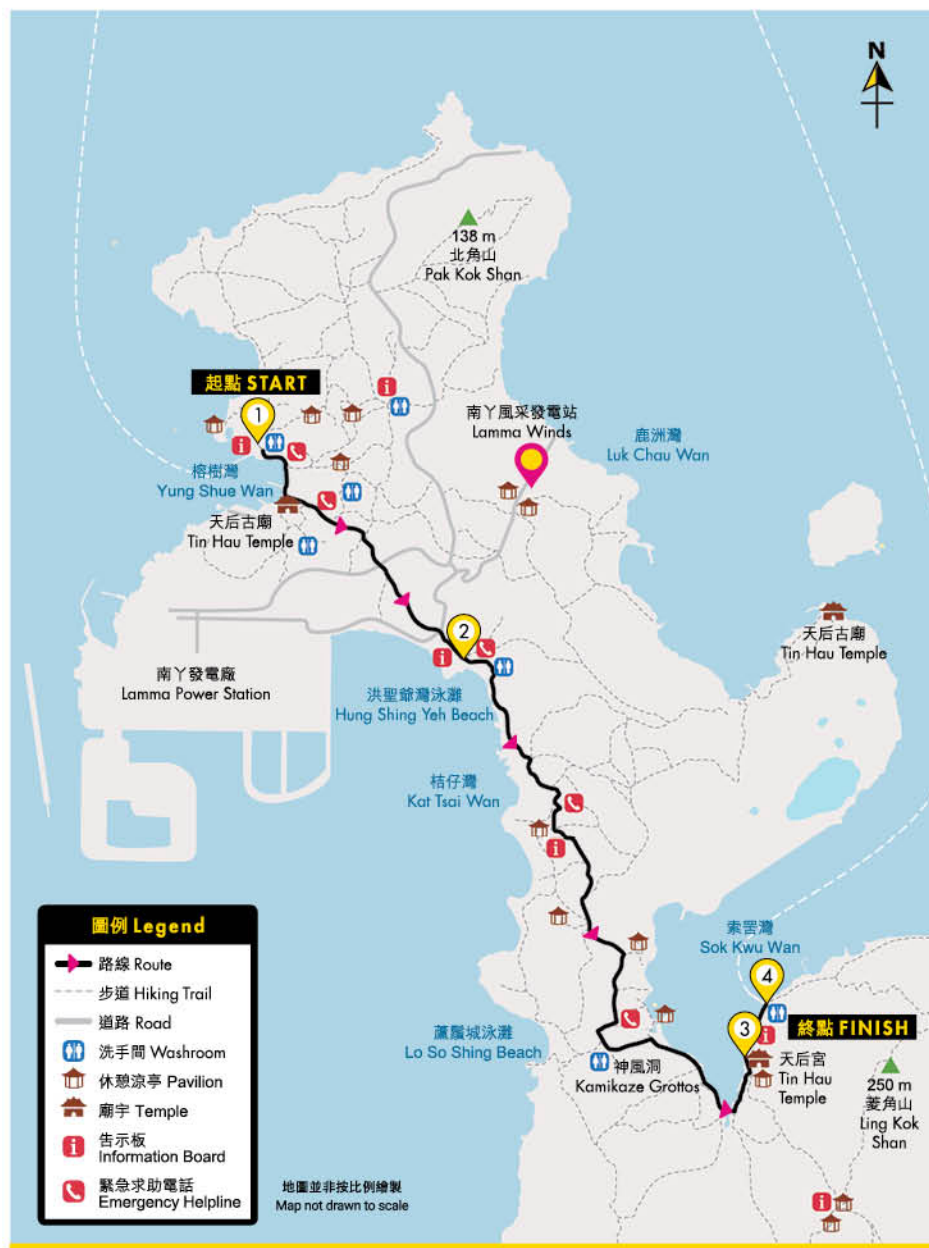 N
138 m
北角山
Pak Kok Shan
起點 START
1
南丫風采發電站
Lamma Winds
鹿洲灣
Luk Chau Wan
榕樹灣
Yung Shue Wan
天后古廟
Tin Hau Temple
天后古廟
Tin Hau Temple
2
南丫發電廠
Lamma Power Station
洪聖爺灣泳灘
Hung Shing Yeh Beach
桔仔灣
Kat Tsai Wan
索罟灣
Sok Kwu Wan
4
終點 FINISH
3
蘆鬚城泳灘
Lo So Shing Beach
神風洞
Kamikaze Grottos
天后宮
Tin Hau
Temple
250 m
菱角山
Ling Kok
Shan
圖例 Legend
路線 Route
步道 Hiking Trail
道路 Road
洗手間 Washroom
休憩涼亭 Pavilion
廟宇 Temple
告示板
Information Board
緊急求助電話
Emergency Helpline
地圖並非按比例繪製
Map not drawn to scale